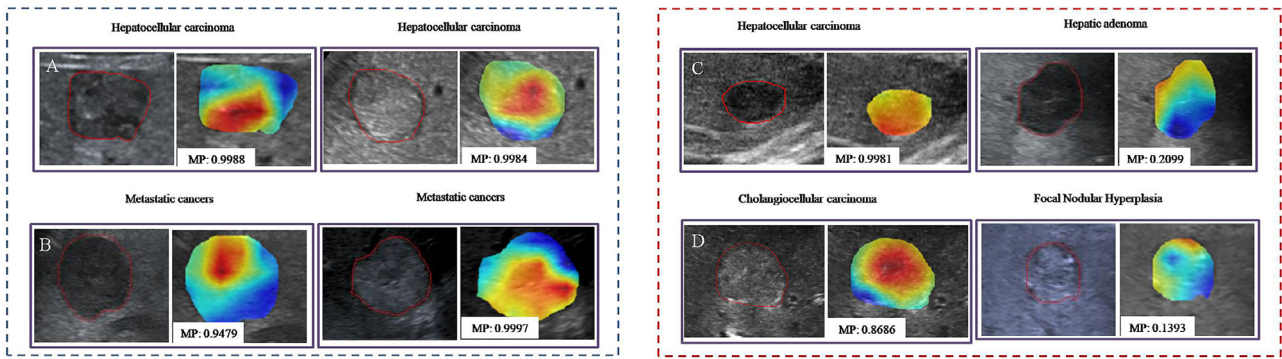 Hepatocellular carcinoma
Hepatocellular carcinoma
A
MP: 0.9988
MP: 0.9984
Metastatic cancers
Metastatic cancers
B
MP: 0.9479
MP: 0.9997
Hepatocellular carcinoma
Hepatic adenoma
C
MP: 0.9981
MP: 0.2099
Cholangiocellular carcinoma
Focal Nodular Hyperplasia
D
MP: 0.8686
MP: 0.1393